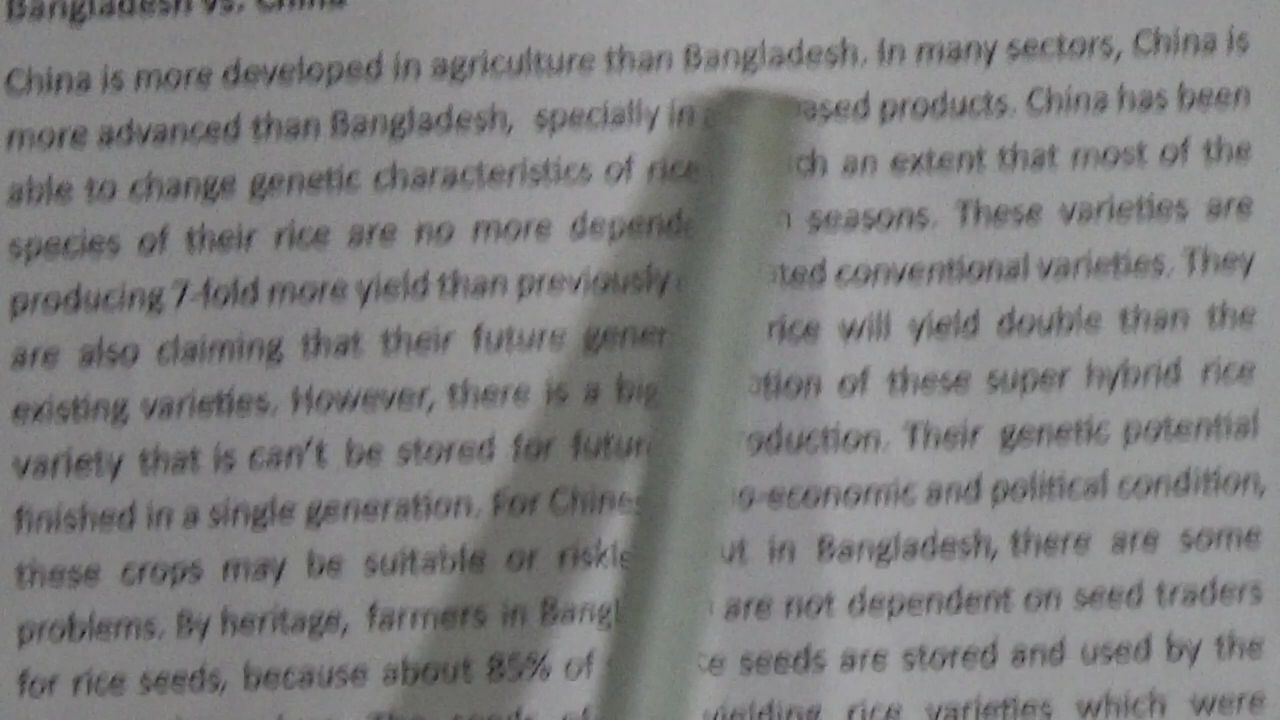 Bangladesh vs. China
China is more developed in agriculture than Bangladesh. In many sectors, China is
more advanced than Bangladesh, specially in ased products. China has been
able to change genetic characteristics of rice ch an extent that most of the
species of their rice are no more depende n seasons. These varieties are
producing 7-fold more yield than previously ted conventional varieties. They
are also claiming that their future gener rice will yield double than the
existing varieties. However, there is a big ation of these super hybrid rice
variety that is can't be stored for futur oduction. Their genetic potential
finished in a single generation. For Chines o-economic and political condition,
these crops may be suitable or riskle ut in Bangladesh, there are some
problems. By heritage, farmers in Bangl are not dependent on seed traders
for rice seeds, because about 85% of ce seeds are stored and used by the
yielding rice varieties which were